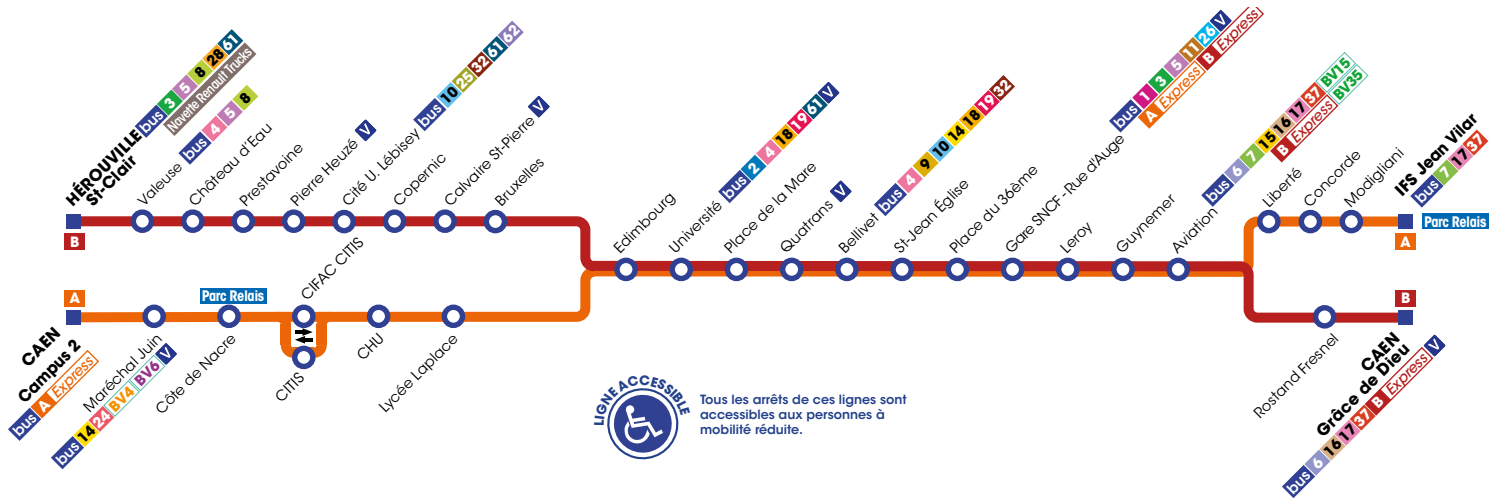 HÉROUVILLE
St-Clair
bus 3 5 8 28 61
Navette Renault Trucks
Valeuse bus 4 5 8
Château d'Eau
Prestavoine
Pierre Heuzé V
Cité U. Lébisey bus 10 25 32 61 62
Copernic
Calvaire St-Pierre V
Bruxelles
B
Edimbourg
Université bus 2 4 18 19 61 V
Place de la Mare
Quatrans V
Bellivet bus 4 9 10 14 18 19 32
St-Jean Église
Place du 36ème
Gare SNCF - Rue d'Auge bus 1 3 5 11 26 V
A Express B Express
Leroy
Guynemer
Aviation bus 6 7 15 16 17 37 BV15
B Express BV35
Liberté
Concorde
Modigliani
IFS Jean Vilar
bus 7 17 37
Parc Relais
A
A
CAEN
Campus 2
bus A Express
Maréchal Juin
bus 14 24 BV4 BV6 V
Parc Relais
Côte de Nacre
CIFAC CITIS
CITIS
CHU
Lycée Laplace
B
Rostand Fresnel
CAEN
Grâce de Dieu
bus 6 16 17 37 B Express V
LIGNE ACCESSIBLE
Tous les arrêts de ces lignes sont
accessibles aux personnes à
mobilité réduite.